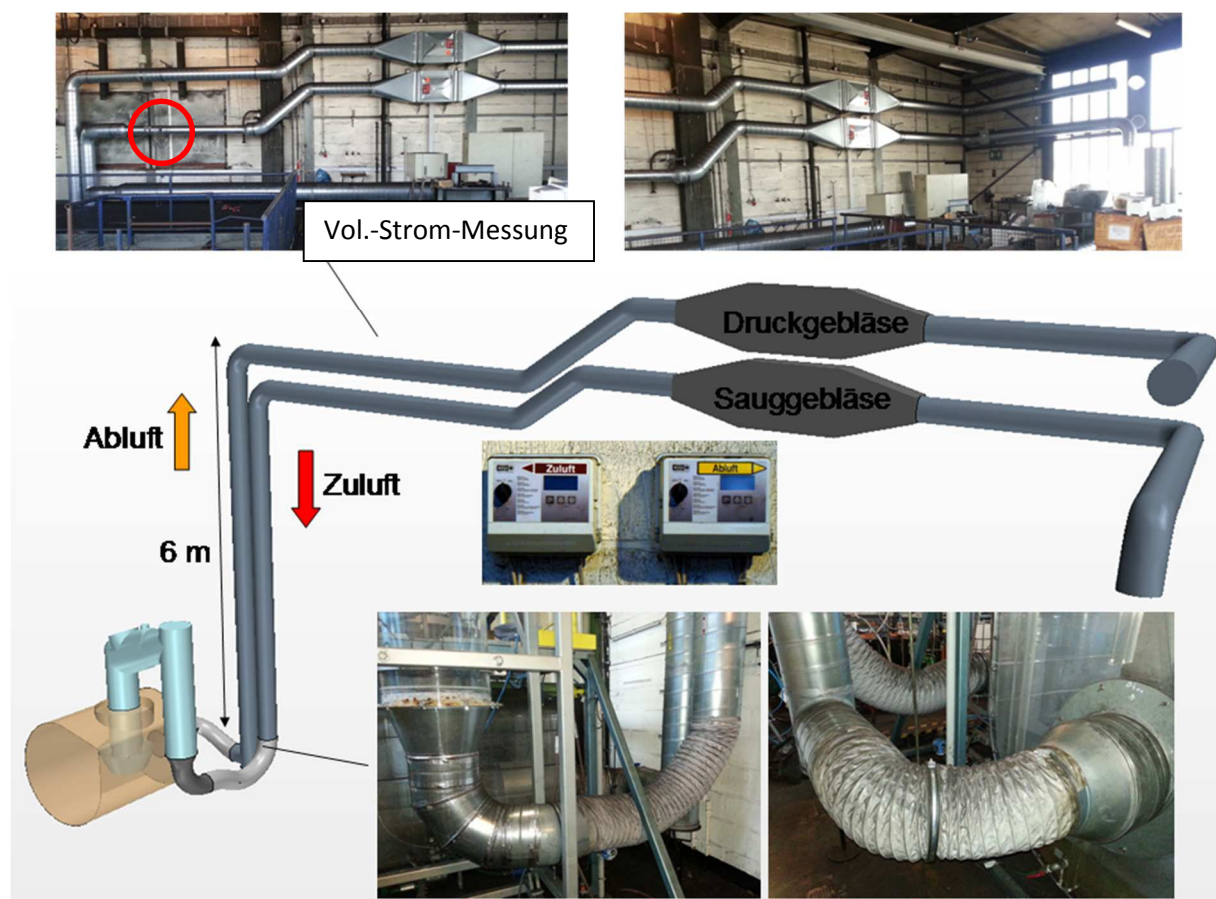 Vol.-Strom-Messung
Druckgebläse
Sauggebläse
Abluft
Zuluft
6 m
Zuluft
Abluft